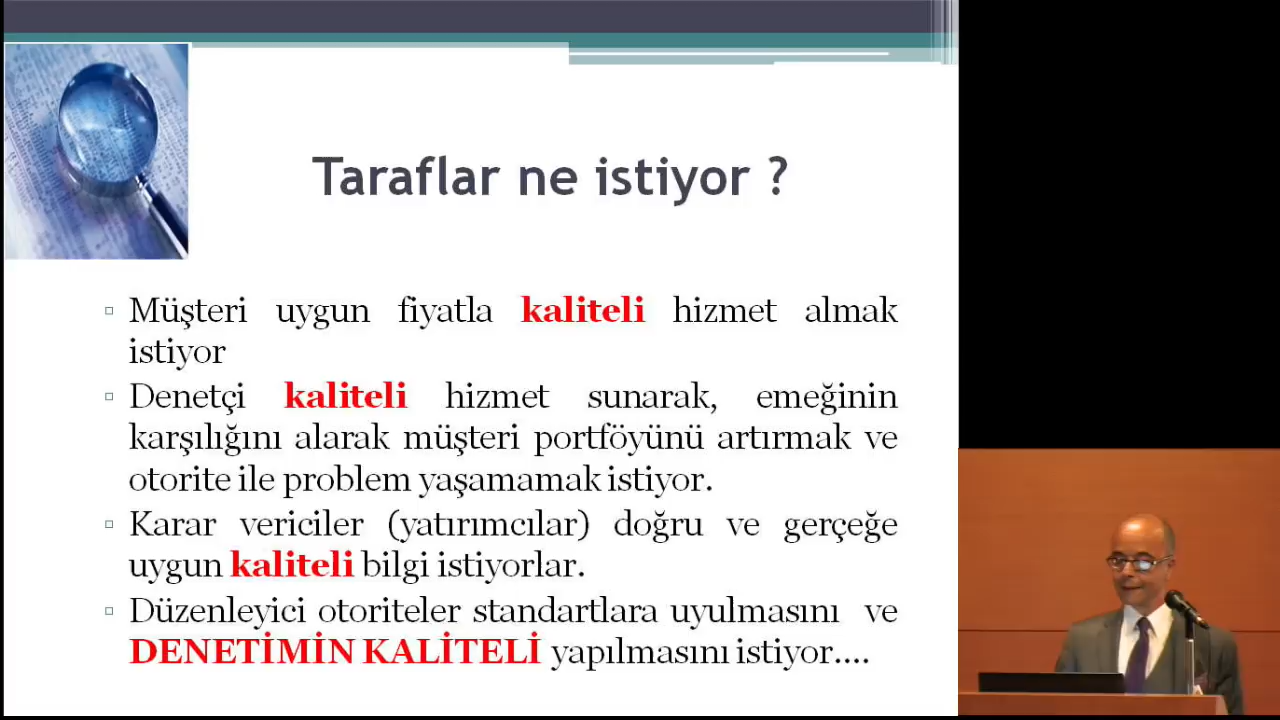 Taraflar ne istiyor ?
▫ Müşteri uygun fiyatla kaliteli hizmet almak
istiyor
▫ Denetçi kaliteli hizmet sunarak, emeğinin
karşılığını alarak müşteri portföyünü artırmak ve
otorite ile problem yaşamamak istiyor.
▫ Karar vericiler (yatırımcılar) doğru ve gerçeğe
uygun kaliteli bilgi istiyorlar.
▫ Düzenleyici otoriteler standartlara uyulmasını ve
DENETİMİN KALİTELİ yapılmasını istiyor....